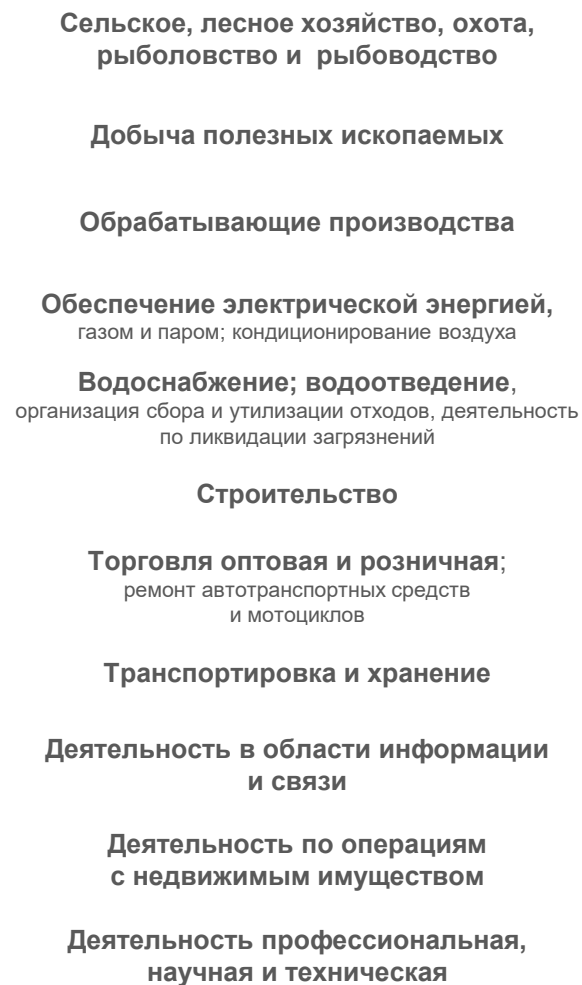 Сельское, лесное хозяйство, охота,
рыболовство и рыбоводство
Добыча полезных ископаемых
Обрабатывающие производства
Обеспечение электрической энергией,
газом и паром; кондиционирование воздуха
Водоснабжение; водоотведение,
организация сбора и утилизации отходов, деятельность
по ликвидации загрязнений
Строительство
Торговля оптовая и розничная;
ремонт автотранспортных средств
и мотоциклов
Транспортировка и хранение
Деятельность в области информации
и связи
Деятельность по операциям
с недвижимым имуществом
Деятельность профессиональная,
научная и техническая